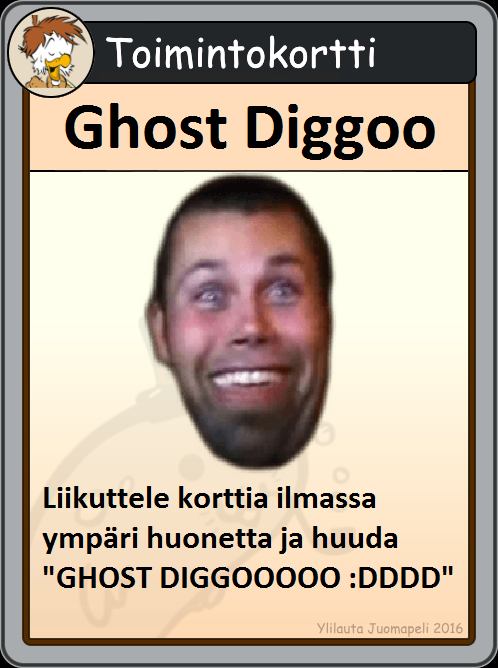 Toimintokortti
Ghost Diggoo
Liikuttele korttia ilmassa
ympäri huonetta ja huuda
"GHOST DIGGOOOOO :DDDD"
Ylilauta Juomapeli 2016